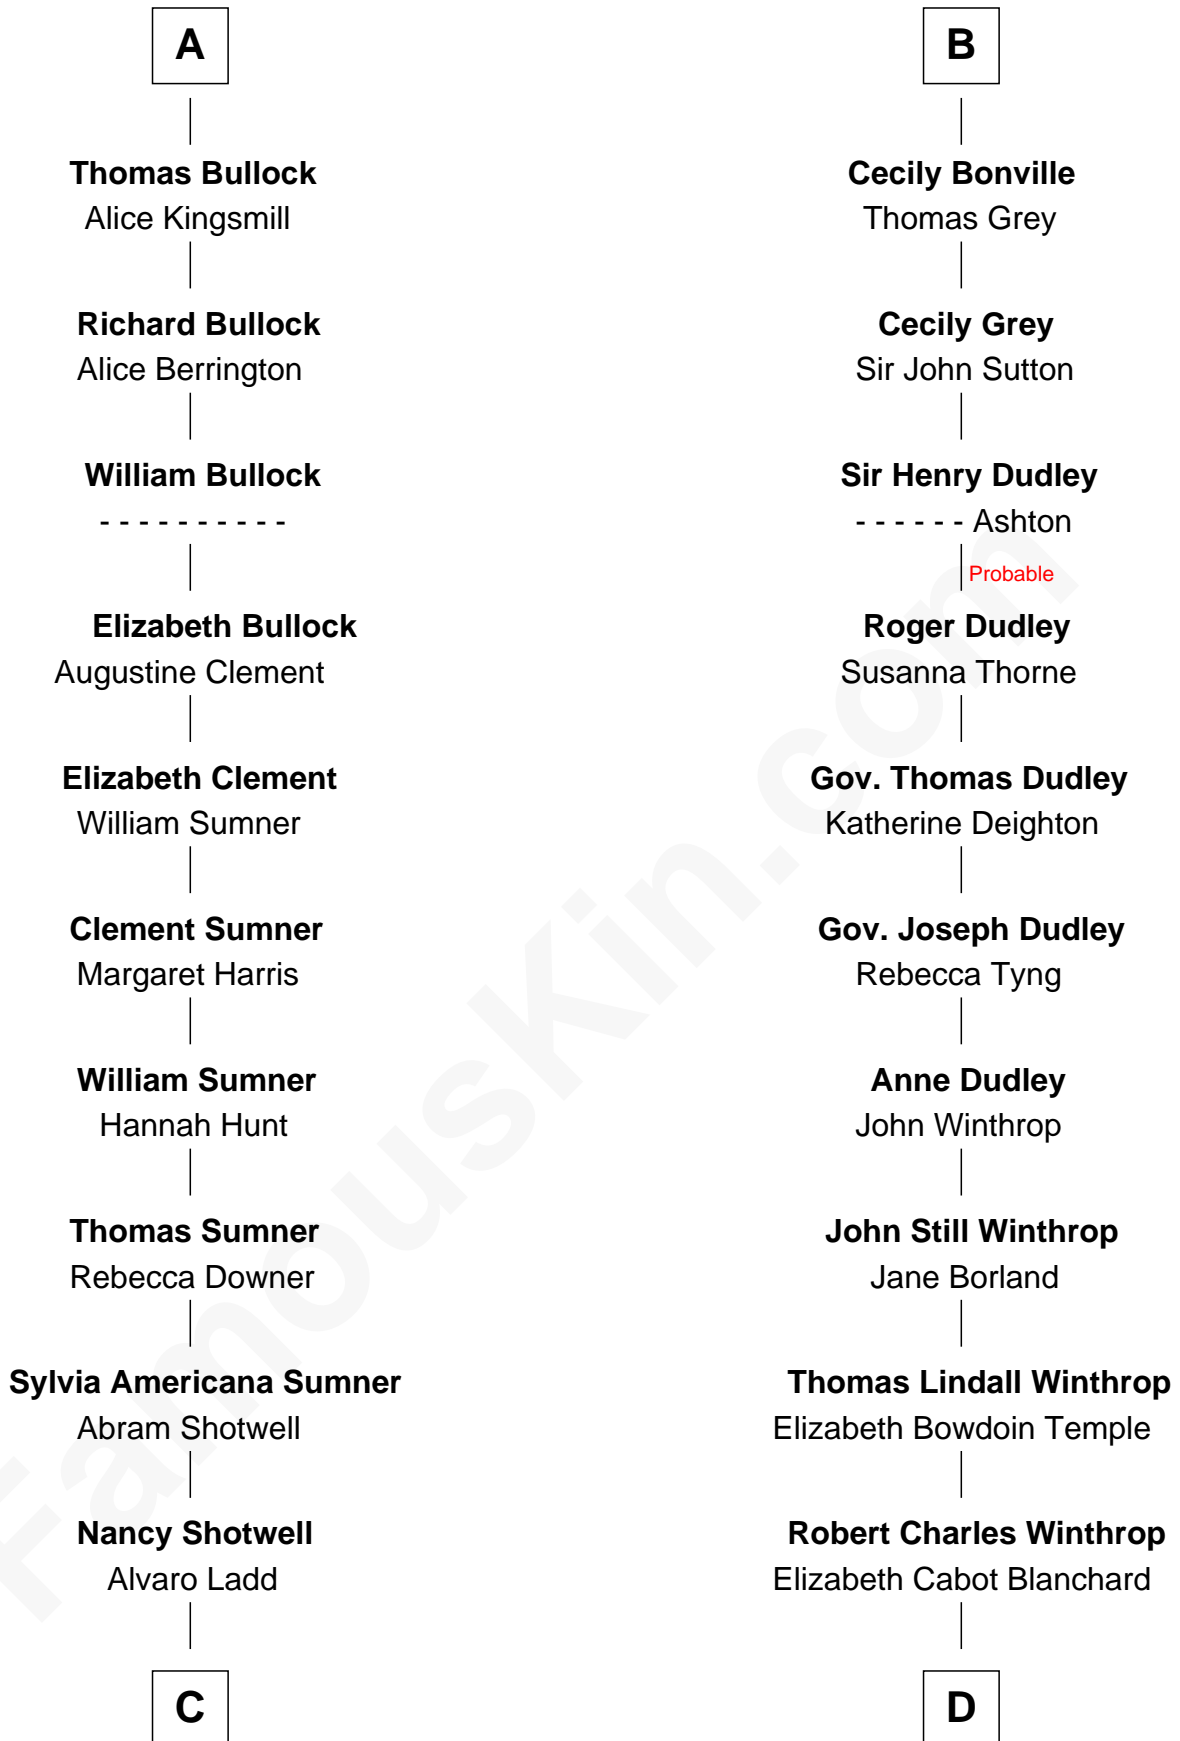 A
Thomas Bullock
Alice Kingsmill
Richard Bullock
Alice Berrington
William Bullock
- - - - - - - - - -
Elizabeth Bullock
Augustine Clement
Elizabeth Clement
William Sumner
Clement Sumner
Margaret Harris
William Sumner
Hannah Hunt
Thomas Sumner
Rebecca Downer
Sylvia Americana Sumner
Abram Shotwell
Nancy Shotwell
Alvaro Ladd
C
B
Cecily Bonville
Thomas Grey
Cecily Grey
Sir John Sutton
Sir Henry Dudley
- - - - - - Ashton
Probable
Roger Dudley
Susanna Thorne
Gov. Thomas Dudley
Katherine Deighton
Gov. Joseph Dudley
Rebecca Tyng
Anne Dudley
John Winthrop
John Still Winthrop
Jane Borland
Thomas Lindall Winthrop
Elizabeth Bowdoin Temple
Robert Charles Winthrop
Elizabeth Cabot Blanchard
D
FamousKin.com